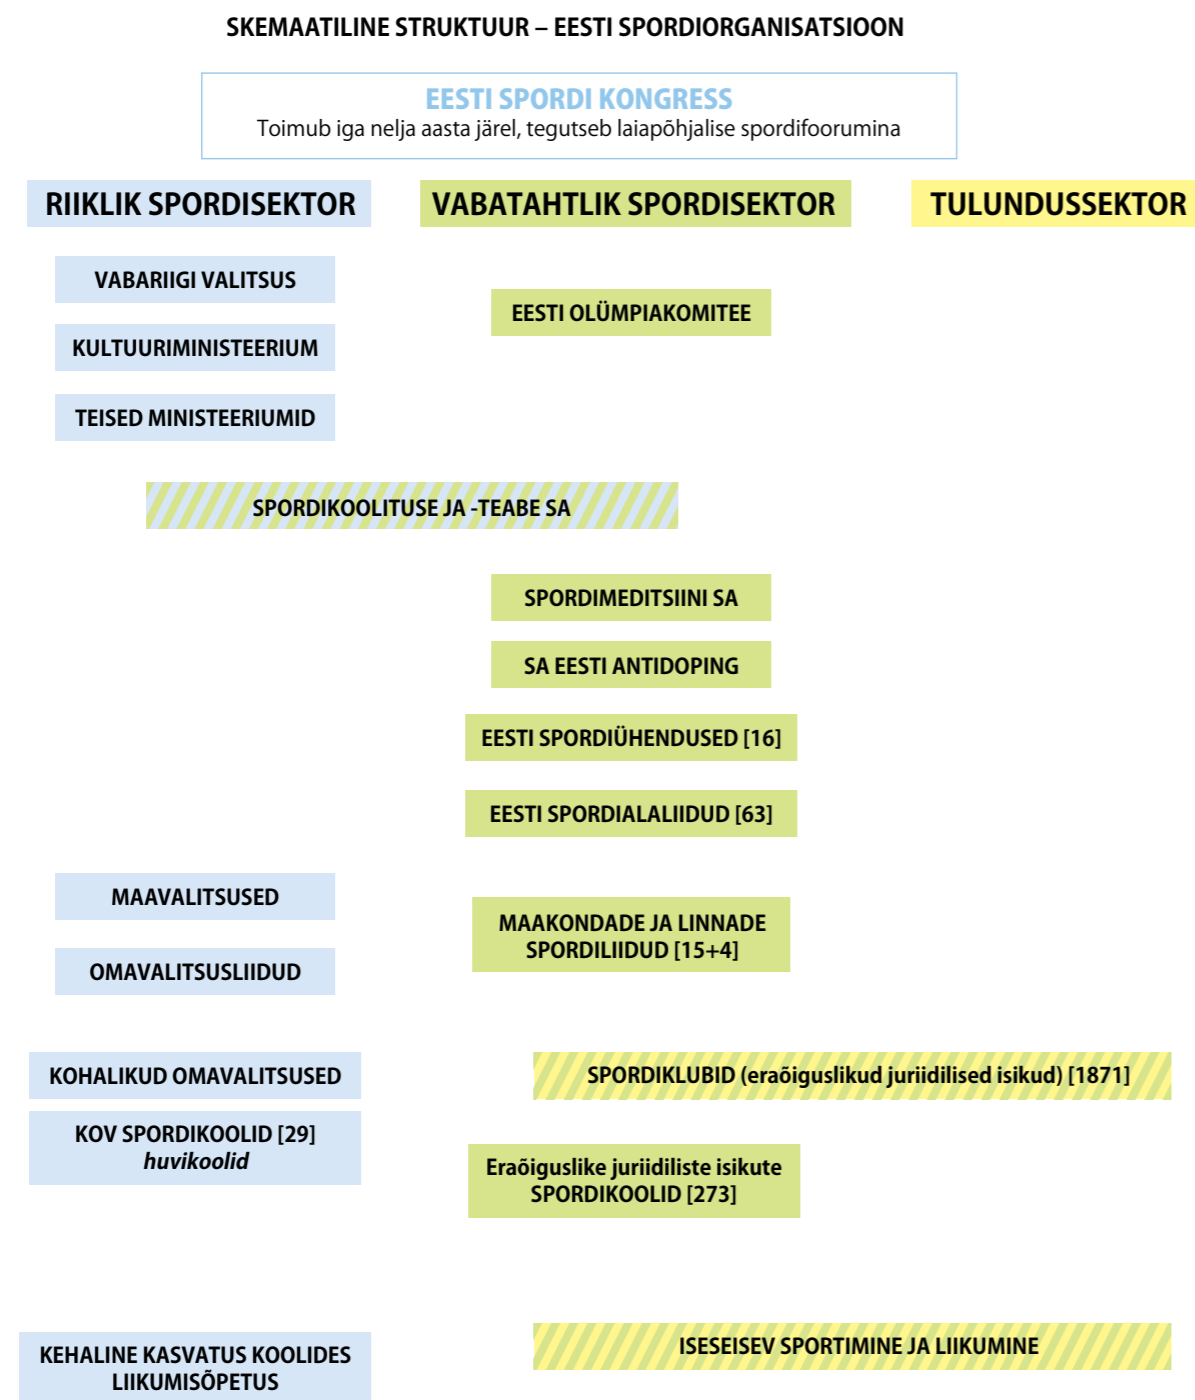 SKEMAATILINE STRUKTUUR – EESTI SPORDIORGANISATSIOON
EESTI SPORDI KONGRESS
Toimub iga nelja aasta järel, tegutseb laiapõhjalise spordifoorumina
RIIKLIK SPORDISEKTOR
VABATAHTLIK SPORDISEKTOR
TULUNDUSSEKTOR
VABARIIGI VALITSUS
EESTI OLÜMPIAKOMITEE
KULTUURIMINISTEERIUM
TEISED MINISTEERIUMID
SPORDIKOOLITUSE JA -TEABE SA
SPORDIMEDITSIINI SA
SA EESTI ANTIDOPING
EESTI SPORDIÜHENDUSED [16]
EESTI SPORDIALALIIDUD [63]
MAAVALITSUSED
MAAKONDADE JA LINNADE
SPORDILIIDUD [15+4]
OMAVALITSUSLIIDUD
KOHALIKUD OMAVALITSUSED
SPORDIKLUBID (eraõiguslikud juriidilised isikud) [1871]
KOV SPORDIKOOLID [29]
huvikoolid
Eraõiguslike juriidiliste isikute
SPORDIKOOLID [273]
ISESEISEV SPORTIMINE JA LIIKUMINE
KEHALINE KASVATUS KOOLIDES
LIIKUMISÕPETUS